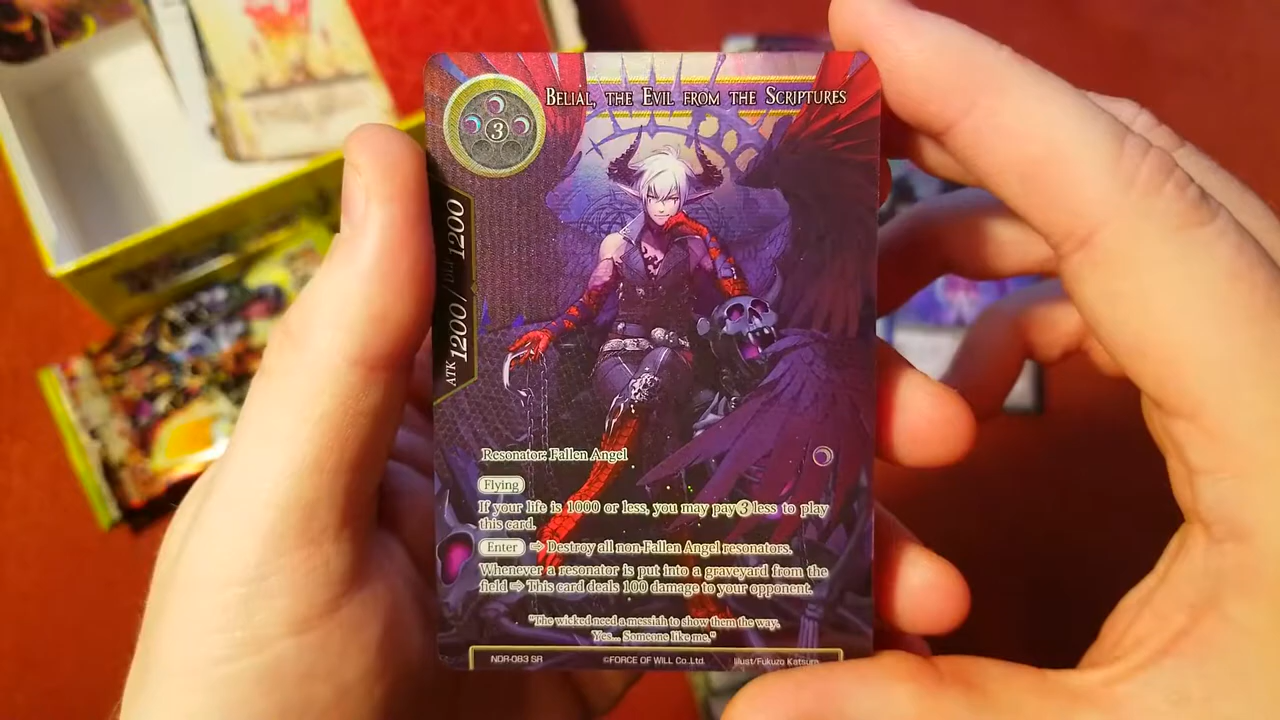 Belial, the Evil from the Scriptures
3
ATK 1200 / DEF 1200
Resonator: Fallen Angel
Flying
If your life is 1000 or less, you may pay 3 less to play
this card.
Enter ⇨ Destroy all non-Fallen Angel resonators.
Whenever a resonator is put into a graveyard from the
field ⇨ This card deals 100 damage to your opponent.
"The wicked need a messiah to show them the way.
Yes... Someone like me."
NDR-083 SR ©FORCE OF WILL Co.,Ltd. Illust/Fukuzo Katsura